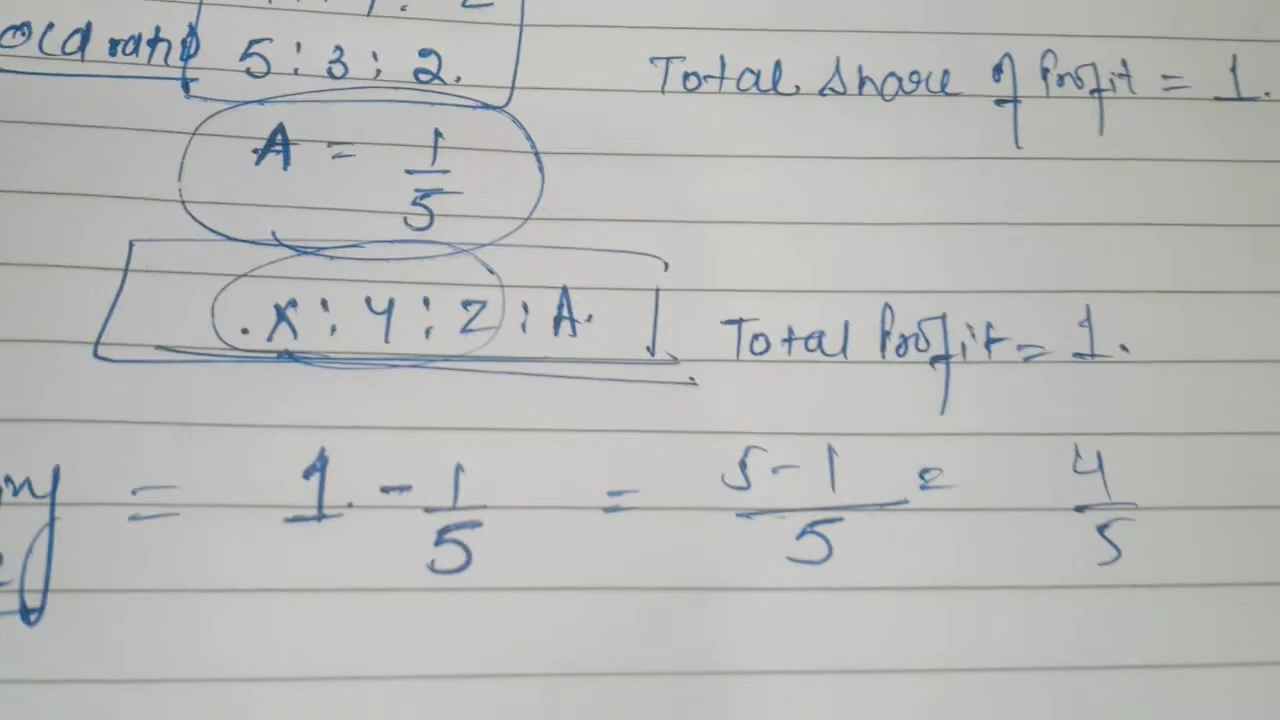 old ratio 5 : 3 : 2.
Total share of Profit = 1.
A = 1/5
x : y : z : A.
Total Profit = 1.
= 1 - 1/5 = 5-1/5 = 4/5